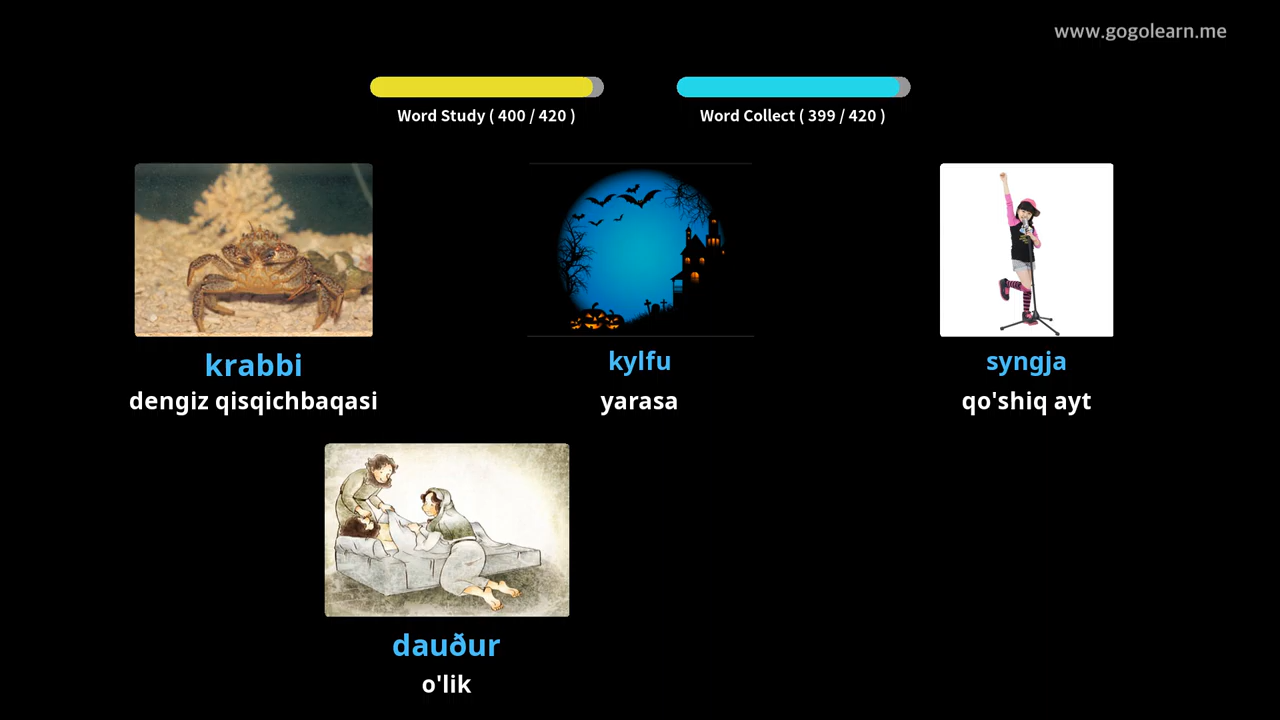 www.gogolearn.me
Word Study ( 400 / 420 )
Word Collect ( 399 / 420 )
krabbi
dengiz qisqichbaqasi
kylfu
yarasa
syngja
qo'shiq ayt
dauður
o'lik